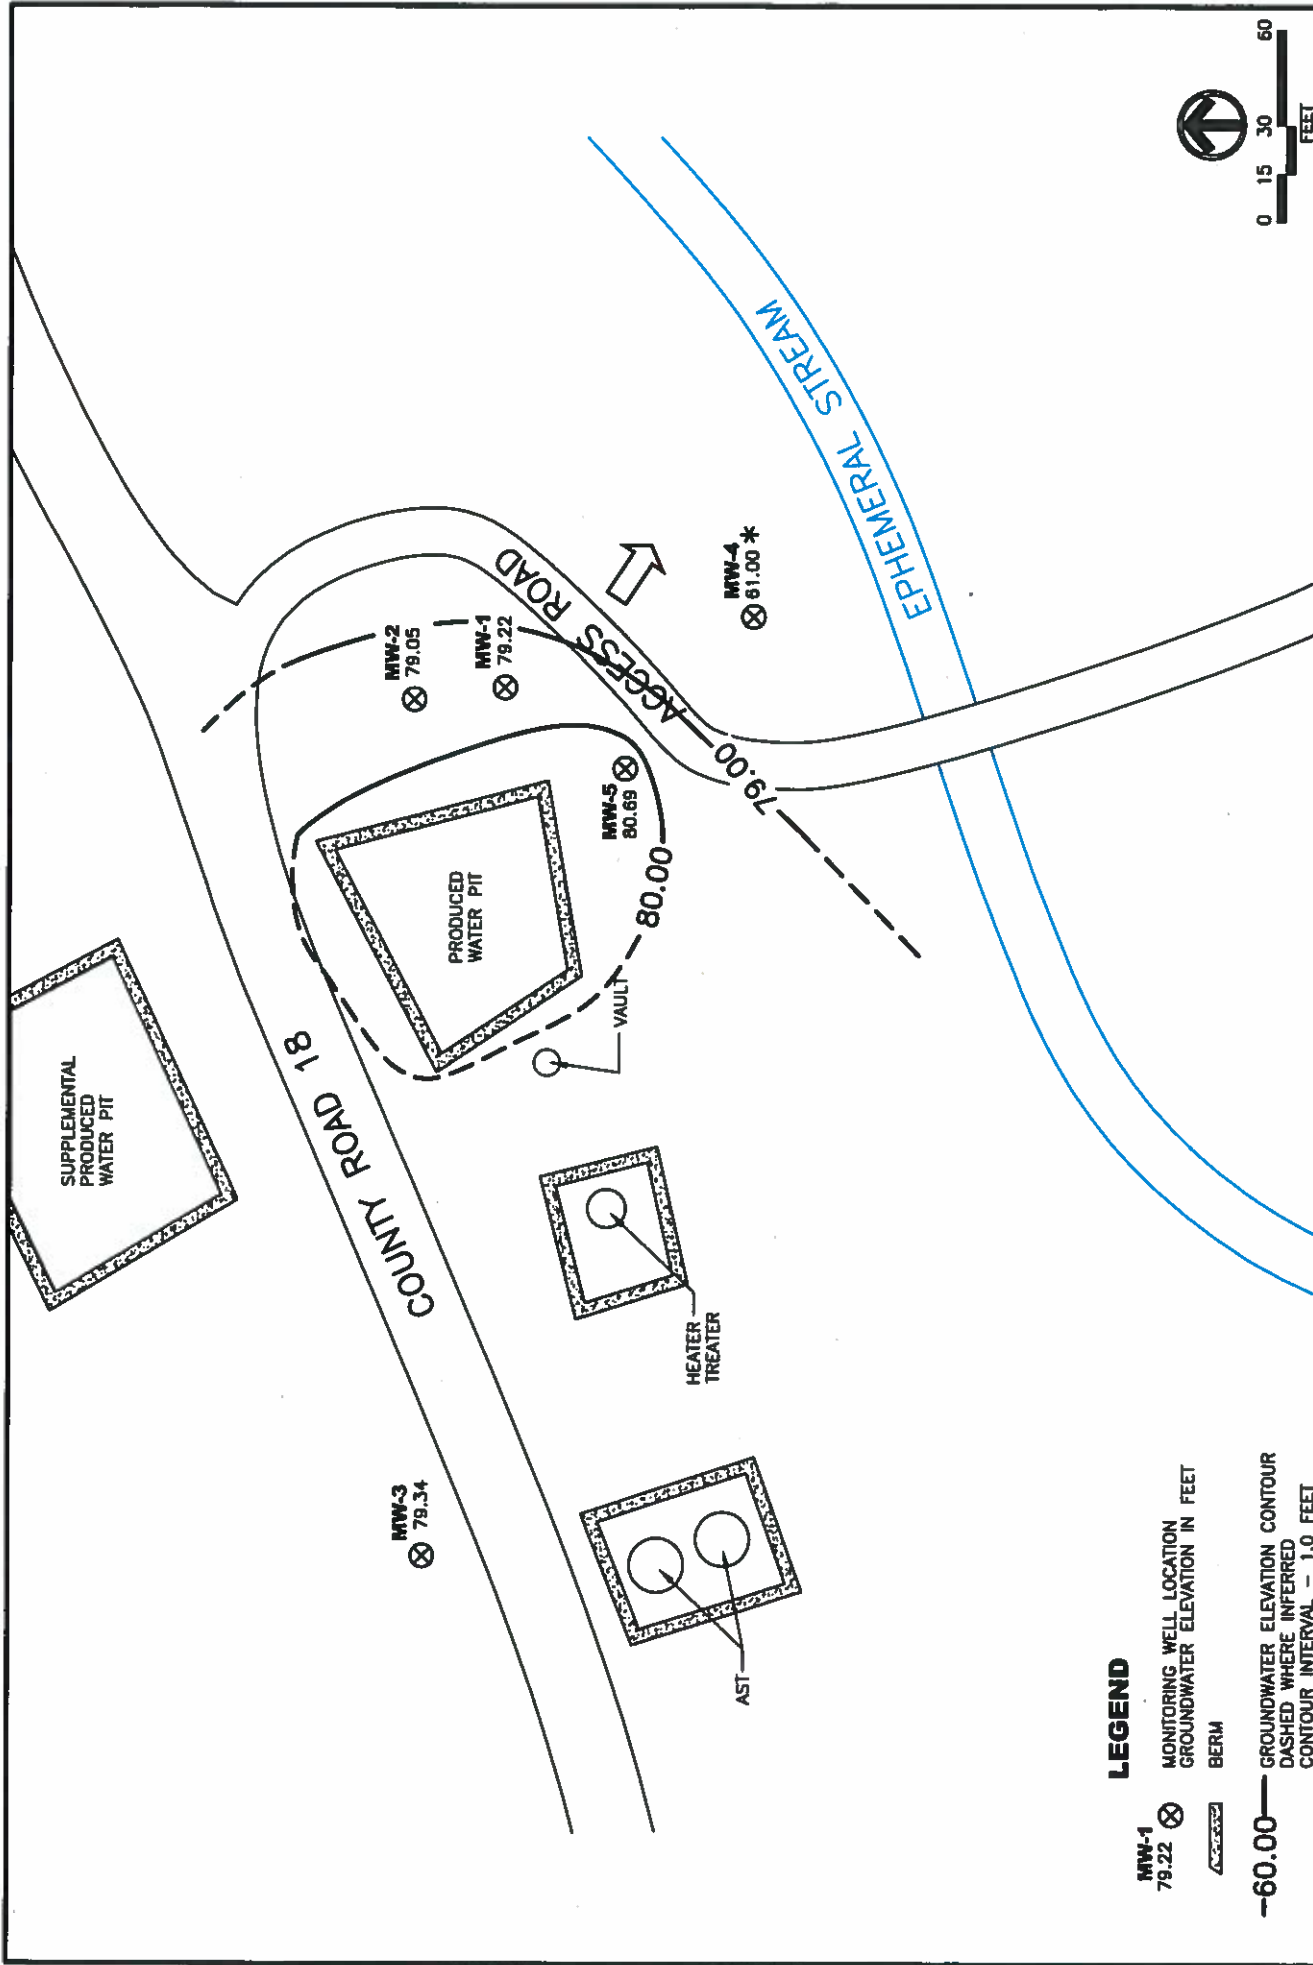 SUPPLEMENTAL
PRODUCED
WATER PIT
COUNTY ROAD 18
MW-3
79.34
PRODUCED
WATER PIT
MW-2
79.05
MW-1
79.22
MW-5
80.69
80.00
VAULT
HEATER
TREATER
AST
ACCESS ROAD
79.00
MW-4
61.00 *
EPHEMERAL STREAM
LEGEND
MW-1
79.22
MONITORING WELL LOCATION
GROUNDWATER ELEVATION IN FEET
BERM
-60.00
GROUNDWATER ELEVATION CONTOUR
DASHED WHERE INFERRED
CONTOUR INTERVAL - 1.0 FEET
0 15 30 60
FEET